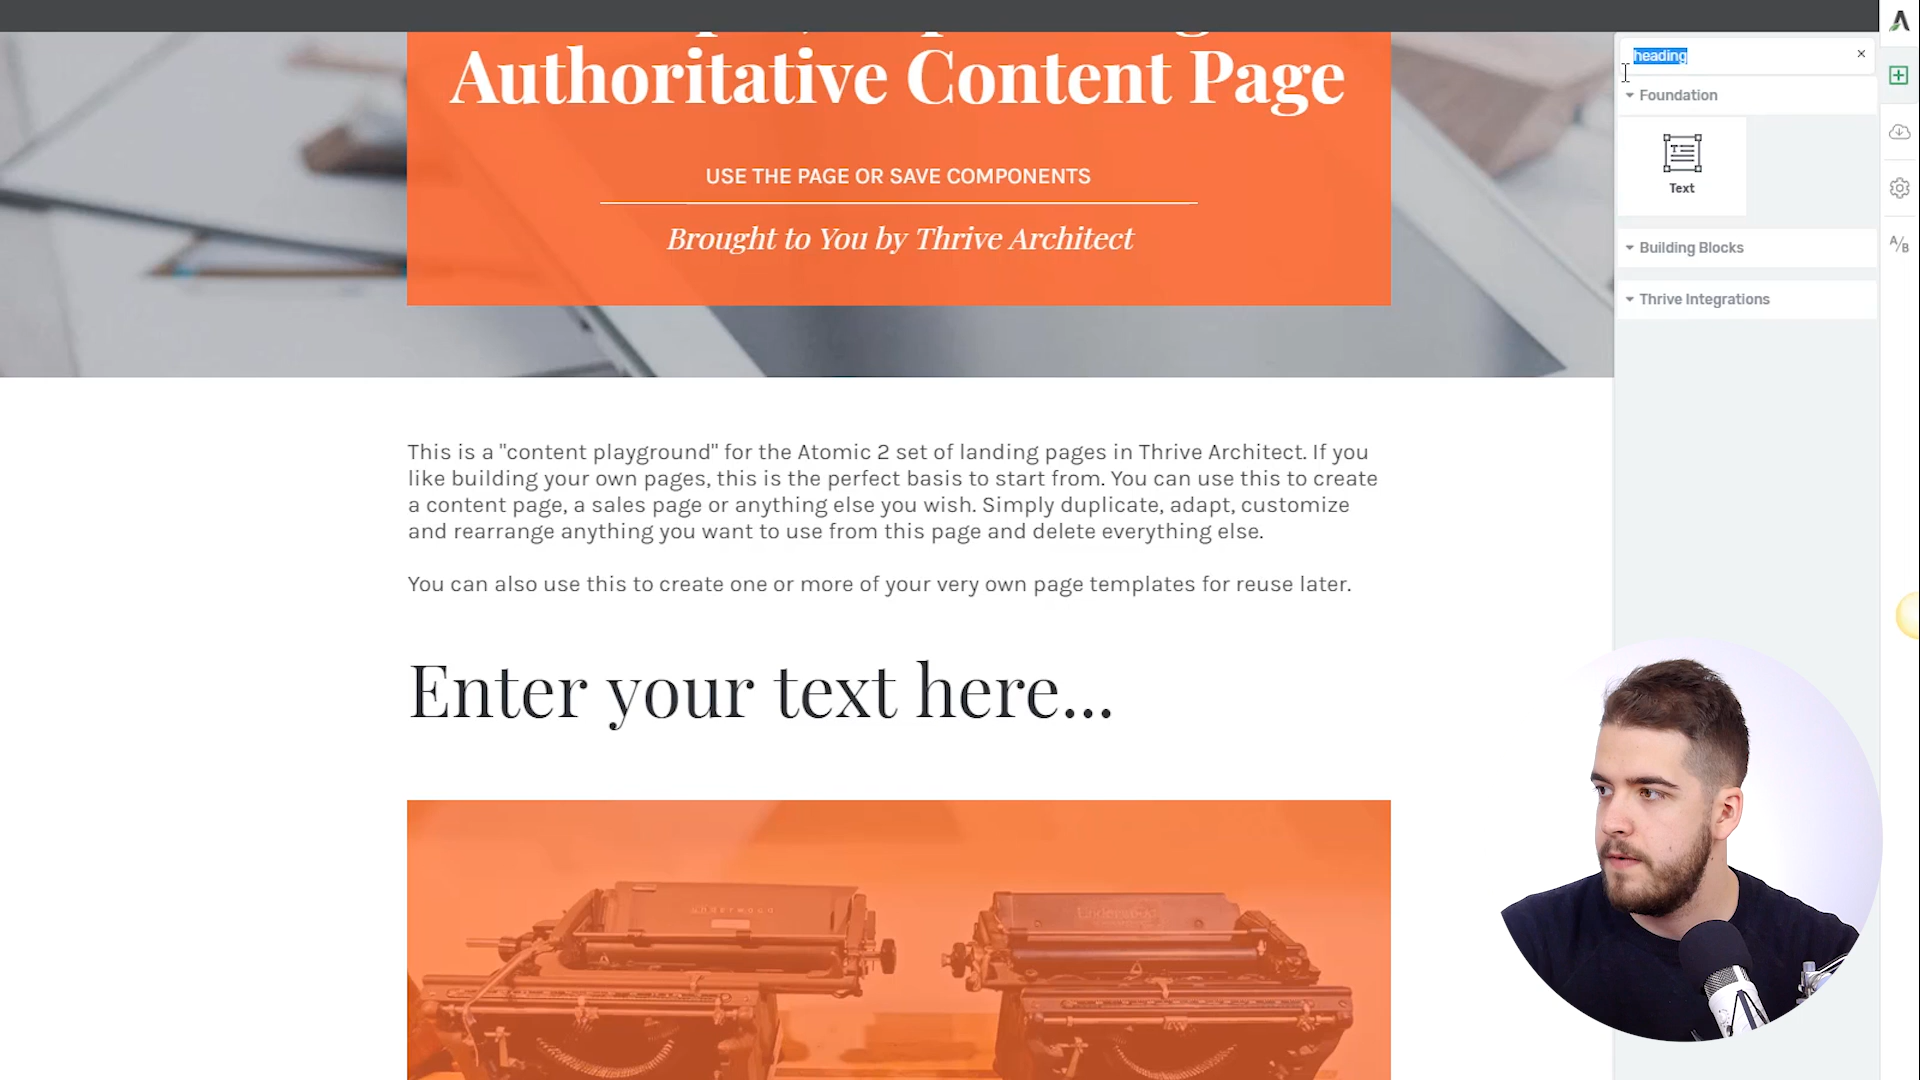 Authoritative Content Page
USE THE PAGE OR SAVE COMPONENTS
Brought to You by Thrive Architect
heading
Foundation
Text
Building Blocks
Thrive Integrations
A/B
This is a "content playground" for the Atomic 2 set of landing pages in Thrive Architect. If you
like building your own pages, this is the perfect basis to start from. You can use this to create
a content page, a sales page or anything else you wish. Simply duplicate, adapt, customize
and rearrange anything you want to use from this page and delete everything else.
You can also use this to create one or more of your very own page templates for reuse later.
Enter your text here...
underwood